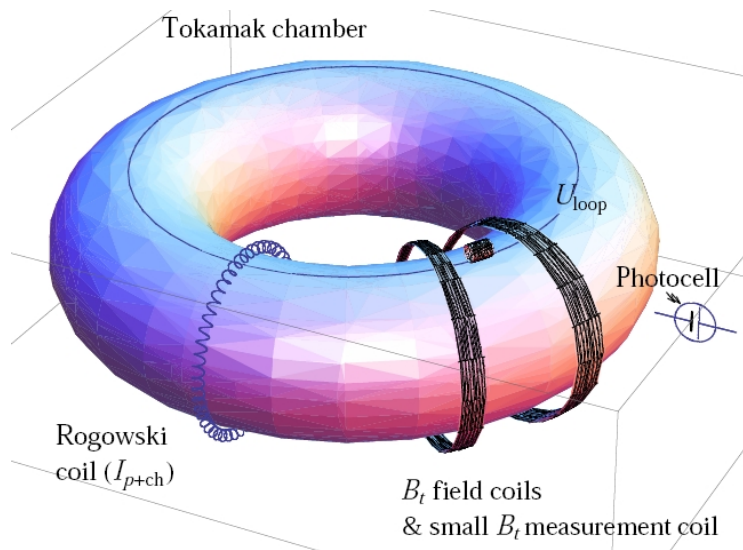 Tokamak chamber
U_loop
Photocell
Rogowski
coil (I_p+ch)
B_t field coils
& small B_t measurement coil